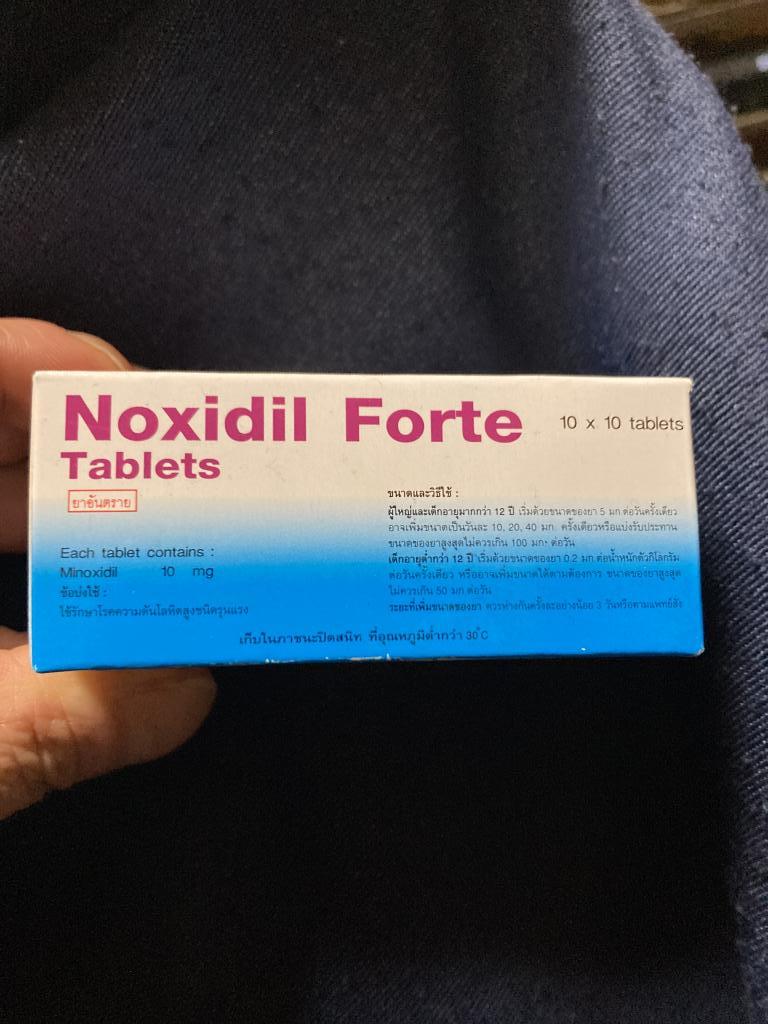 Noxidil Forte
10 x 10 tablets
Tablets
ยาอันตราย
Each tablet contains :
Minoxidil 10 mg
ข้อบ่งใช้ :
ใช้รักษาโรคความดันโลหิตสูงชนิดรุนแรง
ขนาดและวิธีใช้ :
ผู้ใหญ่และเด็กอายุมากกว่า 12 ปี เริ่มด้วยขนาดของยา 5 มก.ต่อวันครั้งเดียว
อาจเพิ่มขนาดเป็นวันละ 10, 20, 40 มก. ครั้งเดียวหรือแบ่งรับประทาน
ขนาดของยาสูงสุดไม่ควรเกิน 100 มก. ต่อวัน
เด็กอายุต่ำกว่า 12 ปี เริ่มด้วยขนาดของยา 0.2 มก.ต่อน้ำหนักตัวกิโลกรัม
ต่อวันครั้งเดียว หรืออาจเพิ่มขนาดได้ตามต้องการ ขนาดของยาสูงสุด
ไม่ควรเกิน 50 มก.ต่อวัน
ระยะที่เพิ่มขนาดของยา ควรห่างกันครั้งละอย่างน้อย 3 วันหรือตามแพทย์สั่ง
เก็บในภาชนะปิดสนิท ที่อุณหภูมิต่ำกว่า 30°C